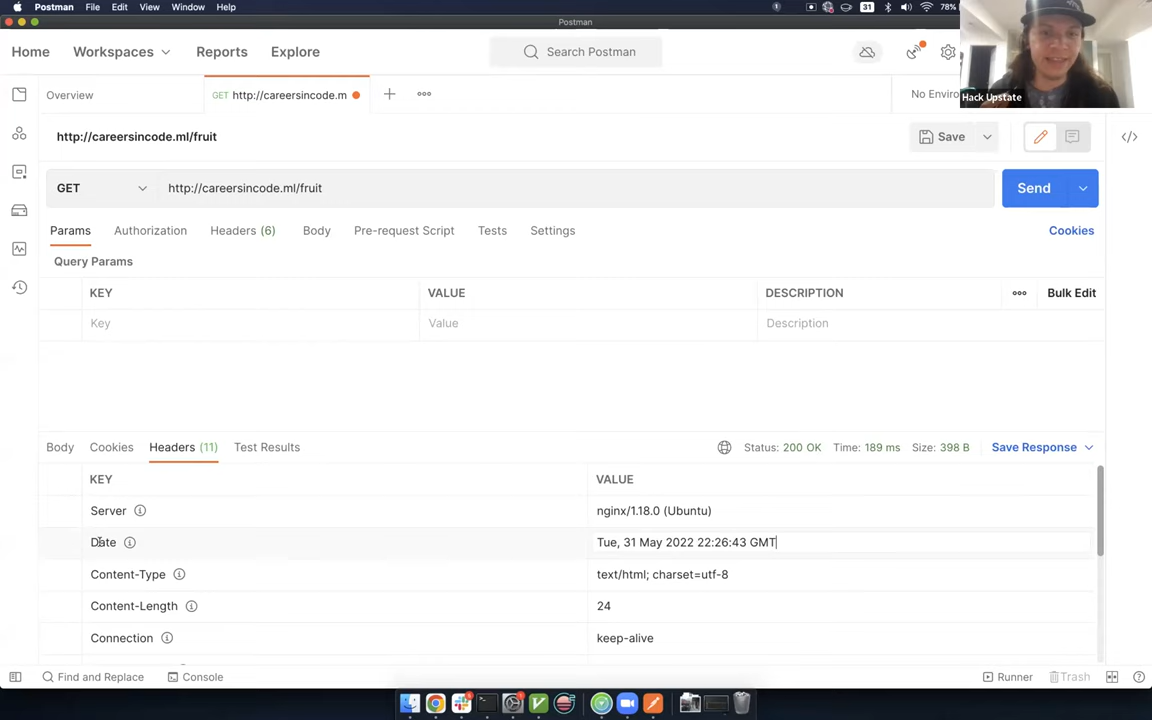 Postman File Edit View Window Help 31 78%
Postman
Home Workspaces Reports Explore Search Postman
Hack Upstate
Overview GET http://careersincode.m No Enviro
http://careersincode.ml/fruit Save
GET http://careersincode.ml/fruit Send
Params Authorization Headers (6) Body Pre-request Script Tests Settings Cookies
Query Params
KEY VALUE DESCRIPTION Bulk Edit
Key Value Description
Body Cookies Headers (11) Test Results Status: 200 OK Time: 189 ms Size: 398 B Save Response
KEY VALUE
Server nginx/1.18.0 (Ubuntu)
Date Tue, 31 May 2022 22:26:43 GMT
Content-Type text/html; charset=utf-8
Content-Length 24
Connection keep-alive
Find and Replace Console Runner Trash